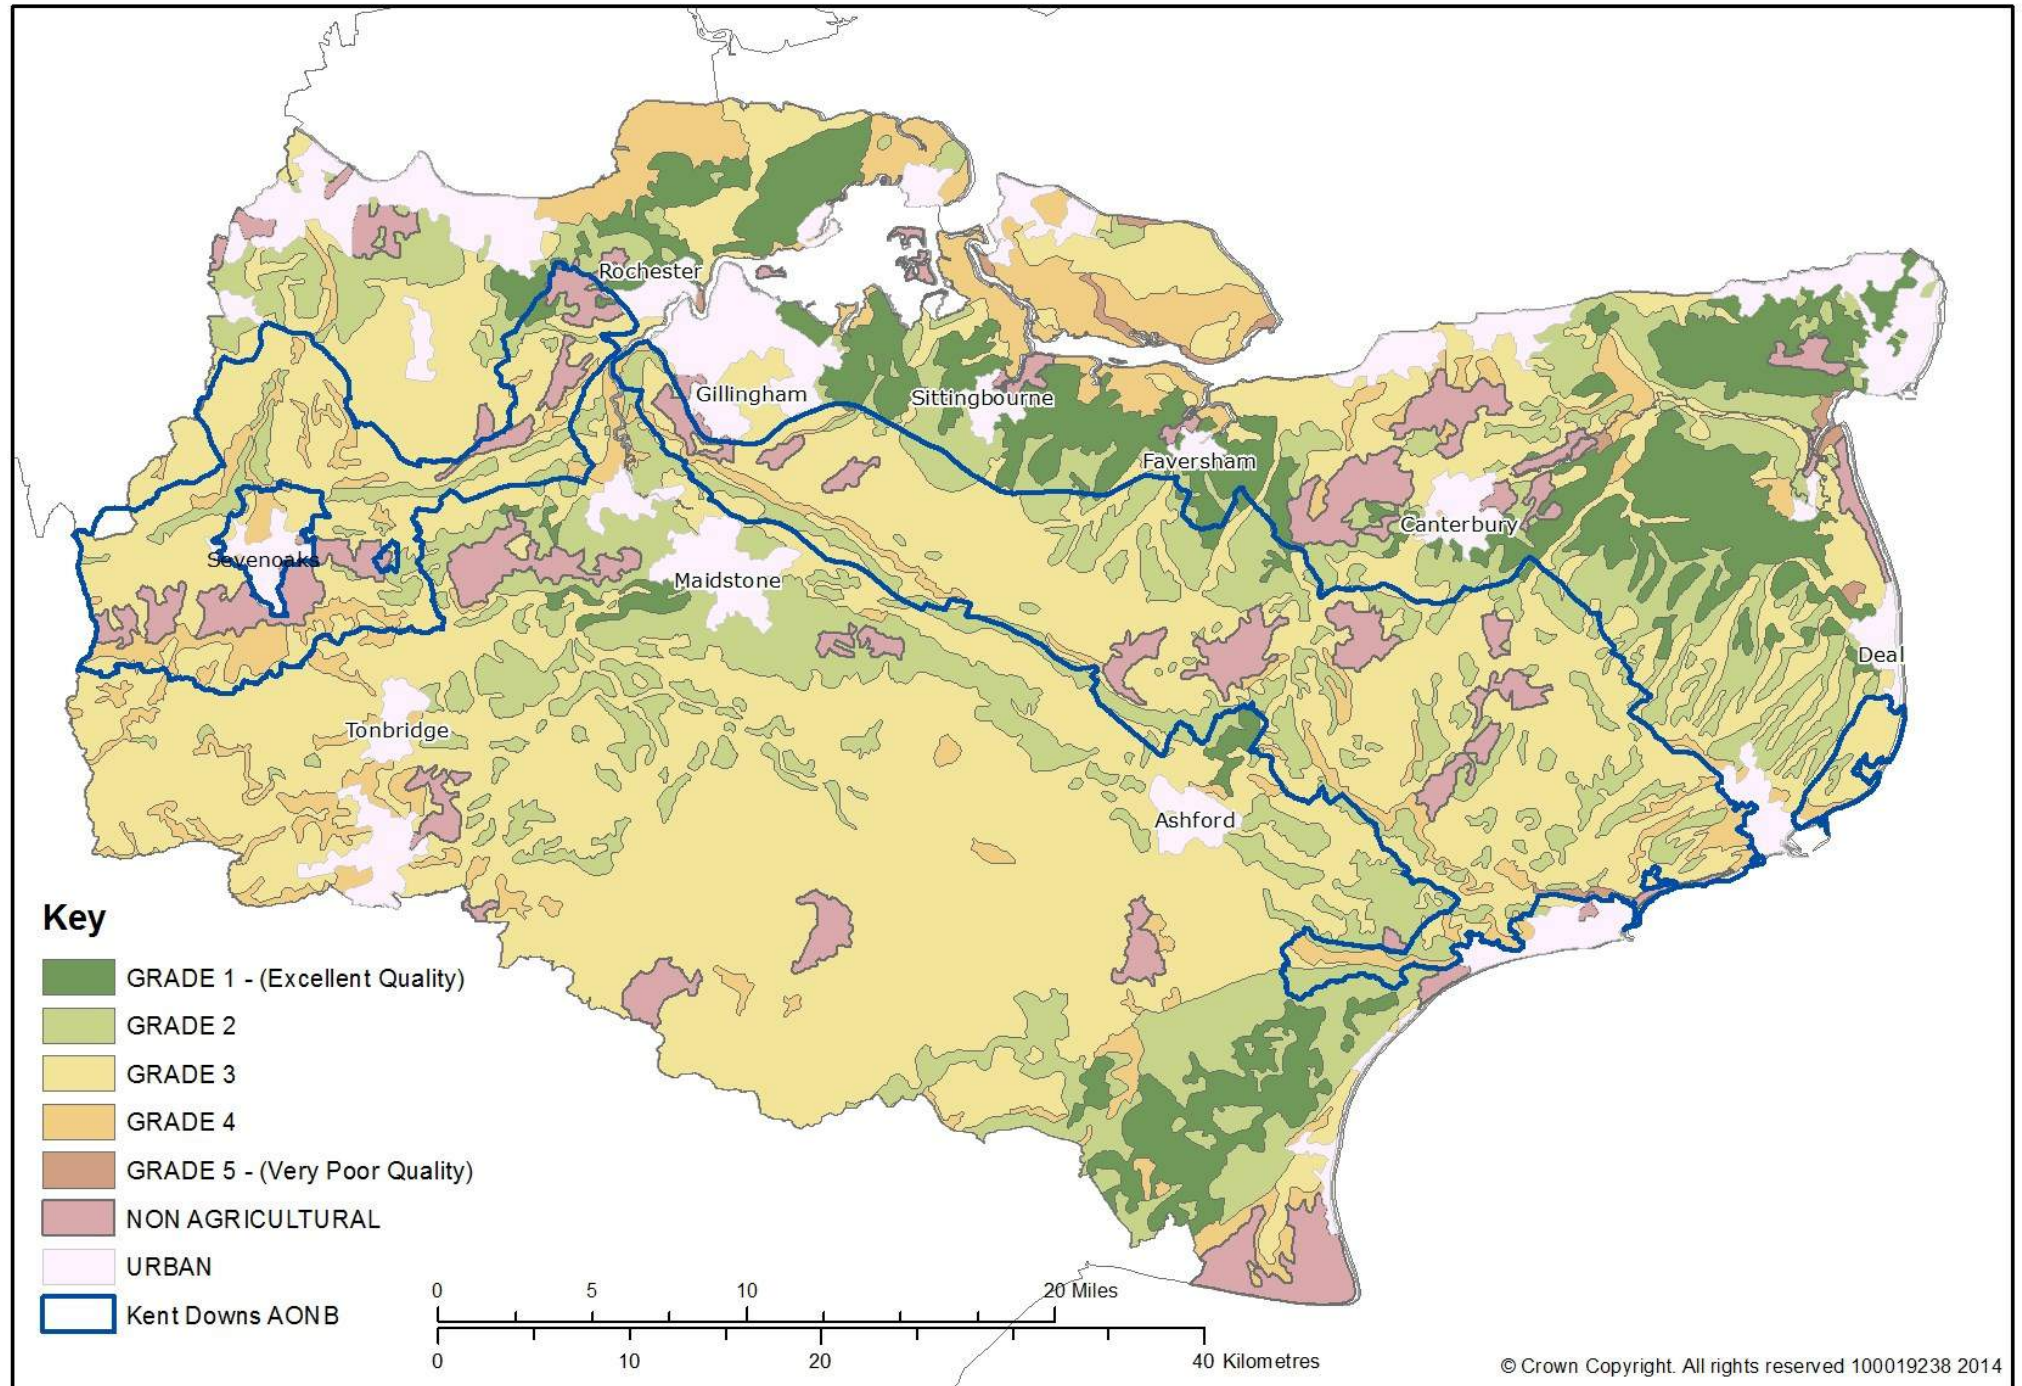 Rochester
Gillingham
Sittingbourne
Faversham
Canterbury
Sevenoaks
Maidstone
Deal
Tonbridge
Ashford
Key
GRADE 1 - (Excellent Quality)
GRADE 2
GRADE 3
GRADE 4
GRADE 5 - (Very Poor Quality)
NON AGRICULTURAL
URBAN
Kent Downs AONB
0 5 10 20 Miles
0 10 20 40 Kilometres
© Crown Copyright. All rights reserved 100019238 2014